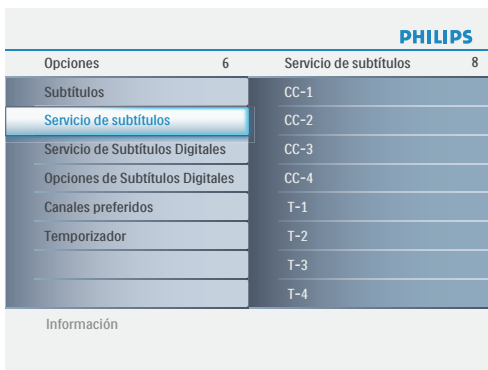 PHILIPS
Opciones 6 Servicio de subtítulos 8
Subtítulos CC-1
Servicio de subtítulos CC-2
Servicio de Subtítulos Digitales CC-3
Opciones de Subtítulos Digitales CC-4
Canales preferidos T-1
Temporizador T-2
T-3
T-4
Información